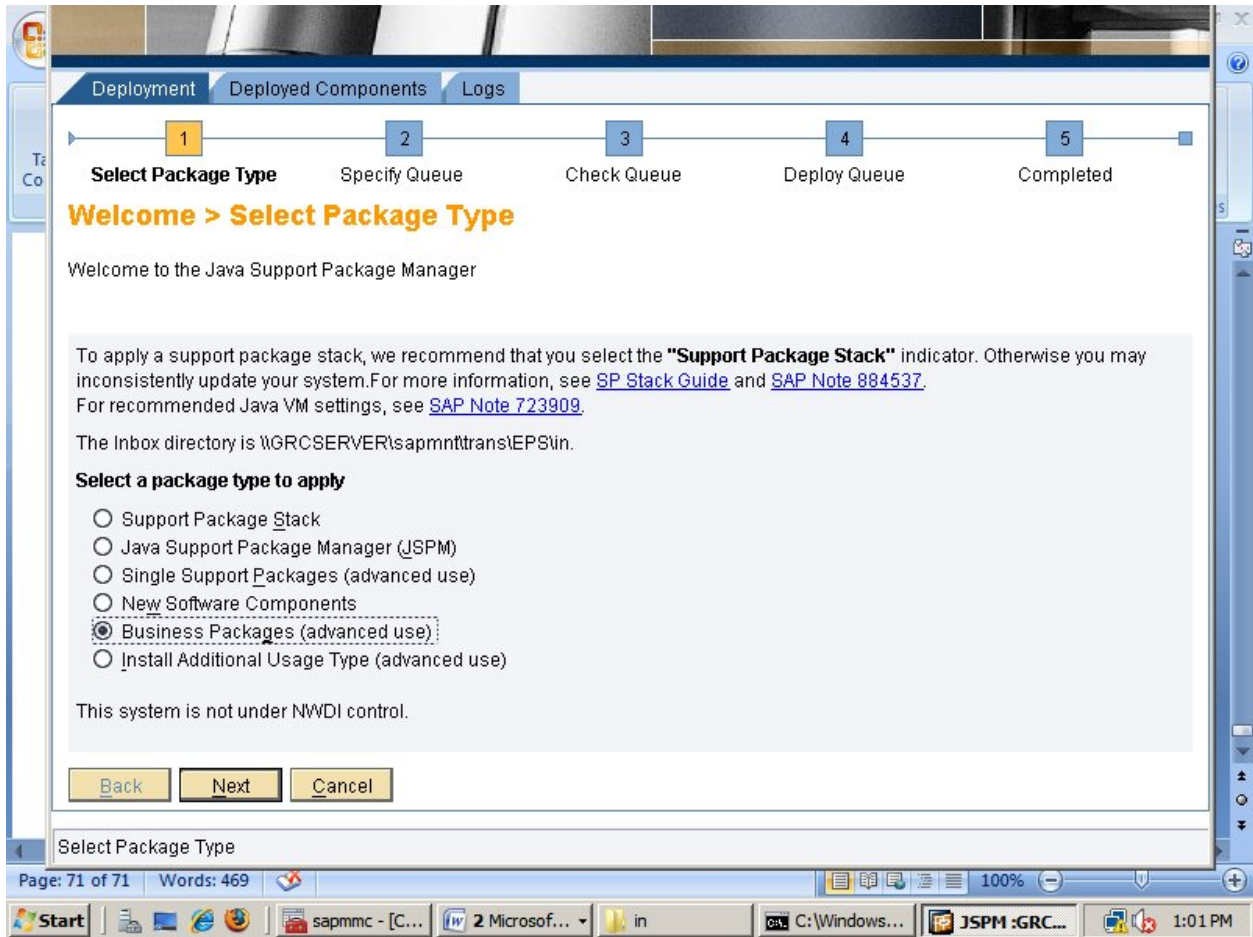 Deployment
Deployed Components
Logs
1
2
3
4
5
Select Package Type
Specify Queue
Check Queue
Deploy Queue
Completed
Welcome > Select Package Type
Welcome to the Java Support Package Manager
To apply a support package stack, we recommend that you select the "Support Package Stack" indicator. Otherwise you may
inconsistently update your system.For more information, see SP Stack Guide and SAP Note 884537.
For recommended Java VM settings, see SAP Note 723909.
The Inbox directory is \\GRCSERVER\sapmnt\trans\EPS\in.
Select a package type to apply
Support Package Stack
Java Support Package Manager (JSPM)
Single Support Packages (advanced use)
New Software Components
Business Packages (advanced use)
Install Additional Usage Type (advanced use)
This system is not under NWDI control.
Back
Next
Cancel
Select Package Type
Page: 71 of 71
Words: 469
100%
Start
sapmmc - [C...
2 Microsof...
in
C:\Windows...
JSPM :GRC...
1:01 PM